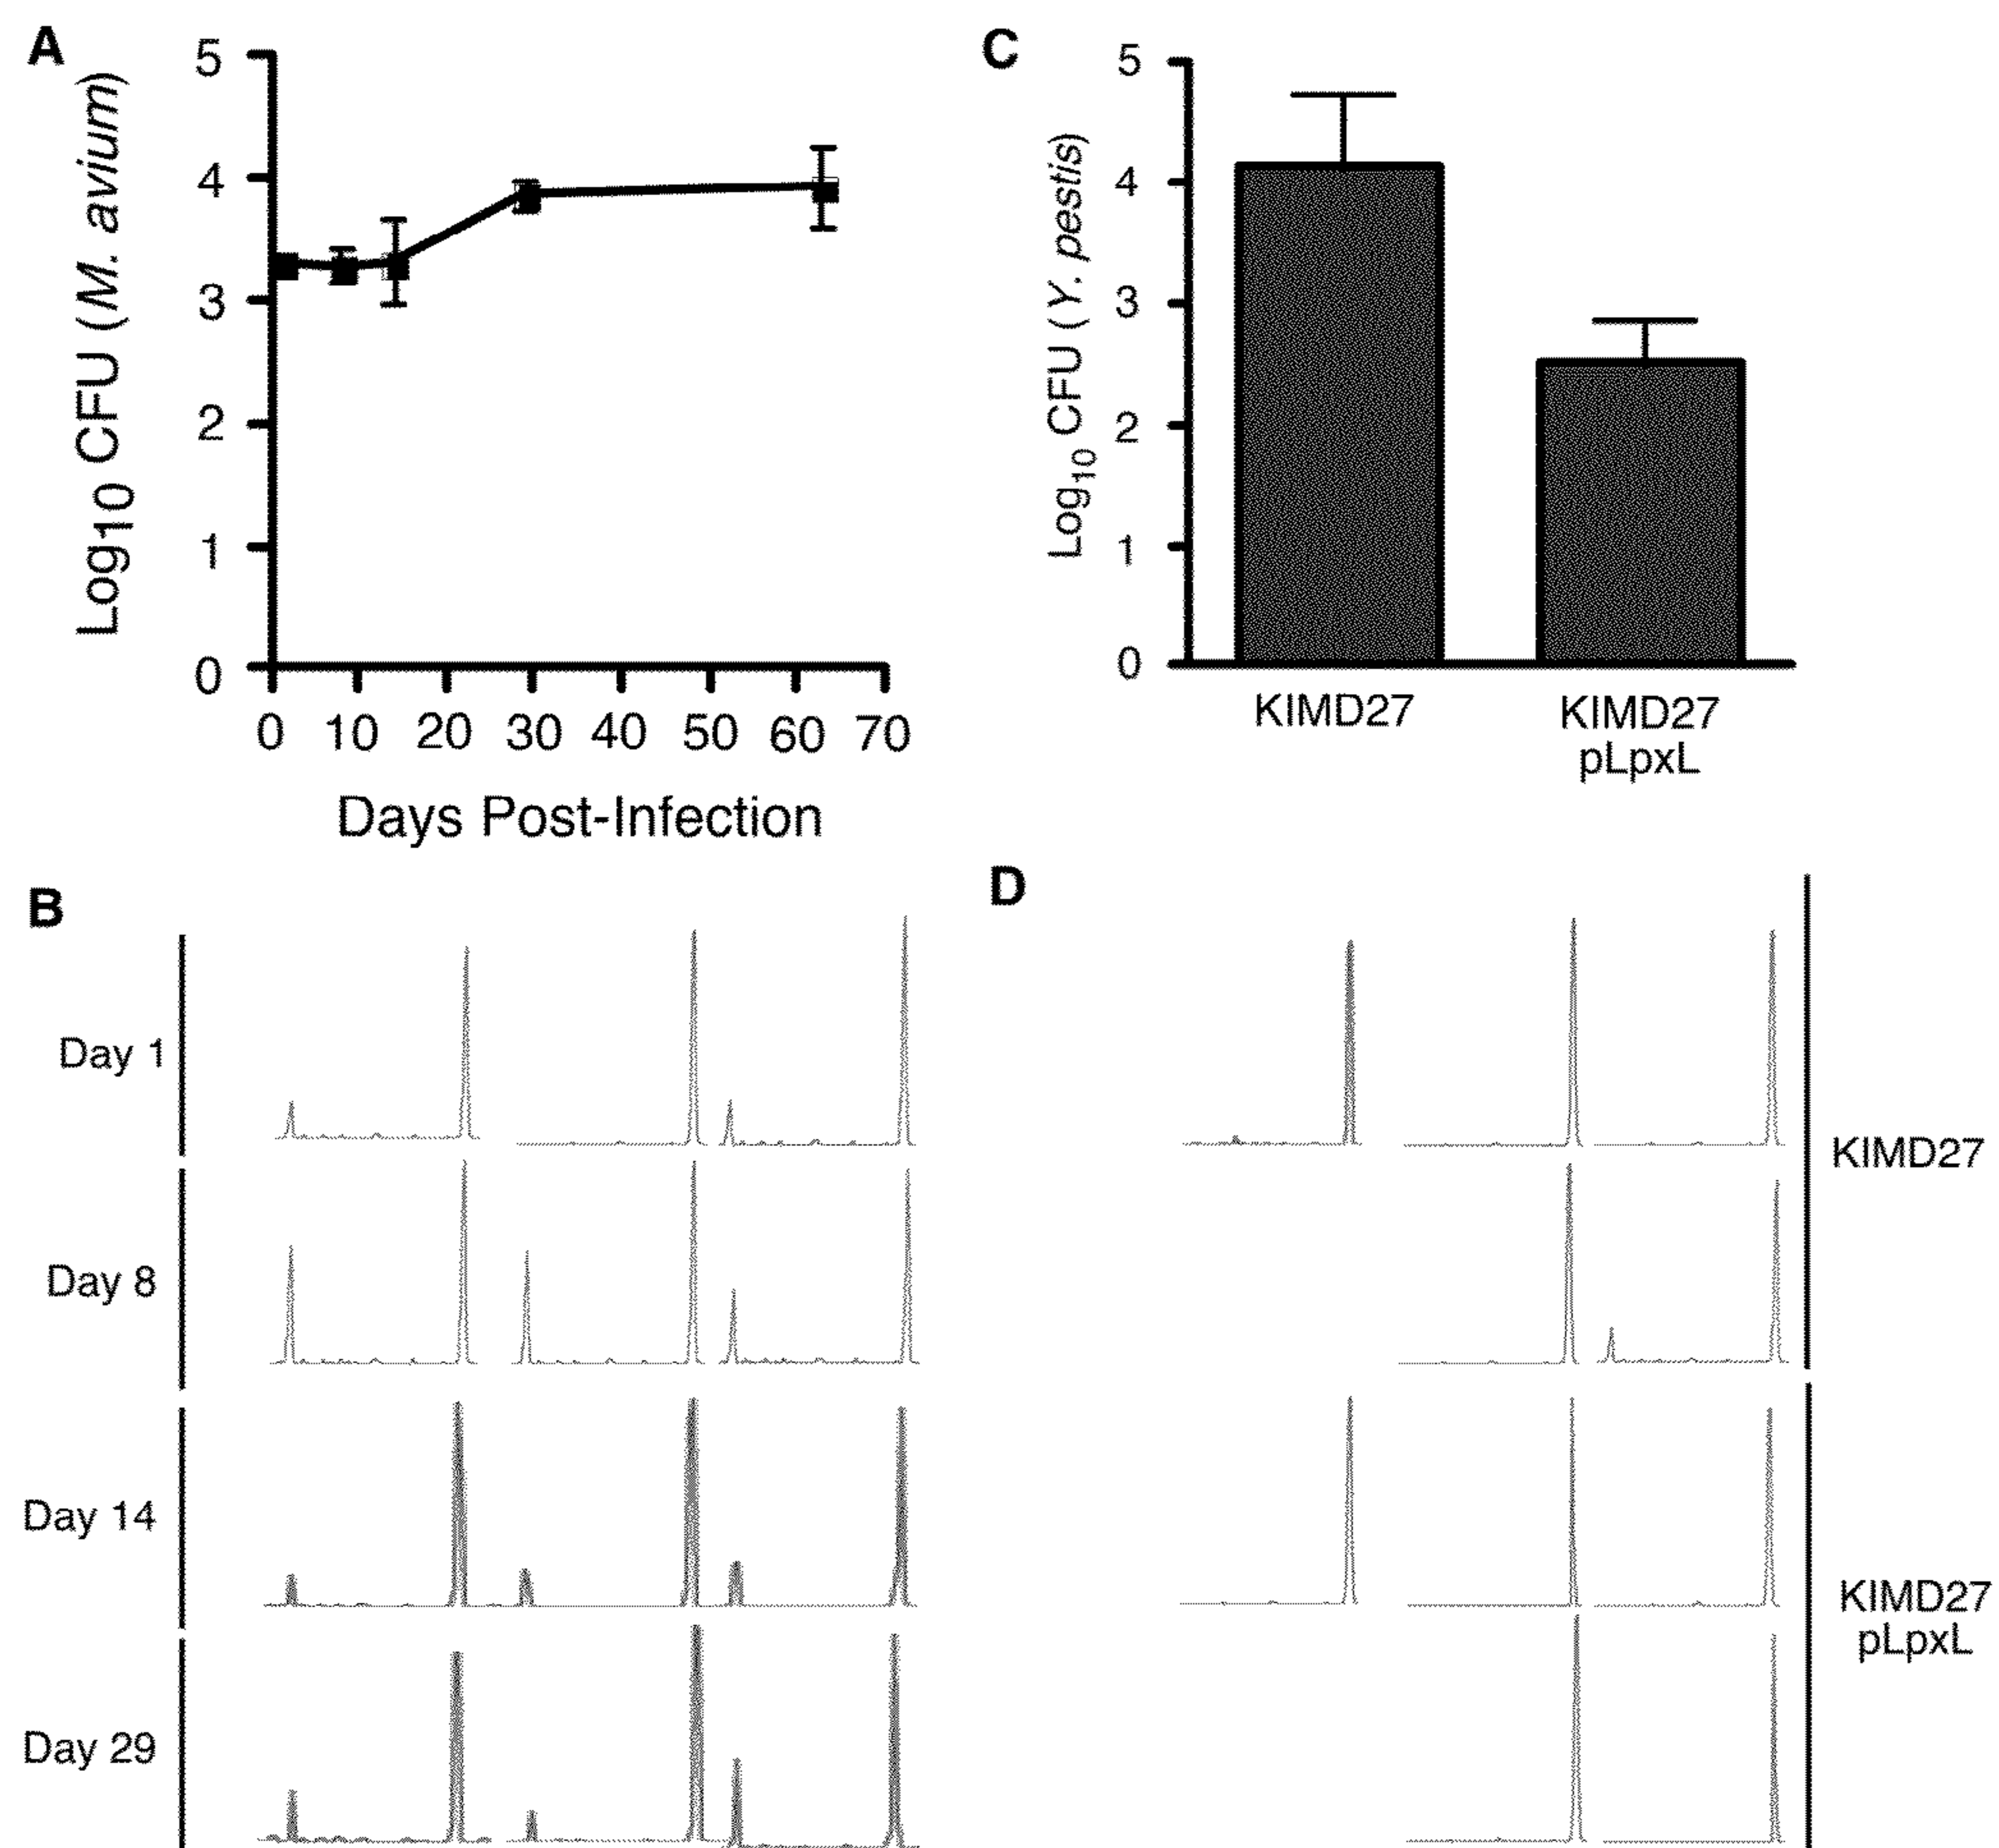 A
Log10 CFU (M. avium)
5
4
3
2
1
0
0 10 20 30 40 50 60 70
Days Post-Infection
C
Log10 CFU (Y. pestis)
5
4
3
2
1
0
KIMD27
KIMD27
pLpxL
B
Day 1
Day 8
Day 14
Day 29
D
KIMD27
KIMD27
pLpxL